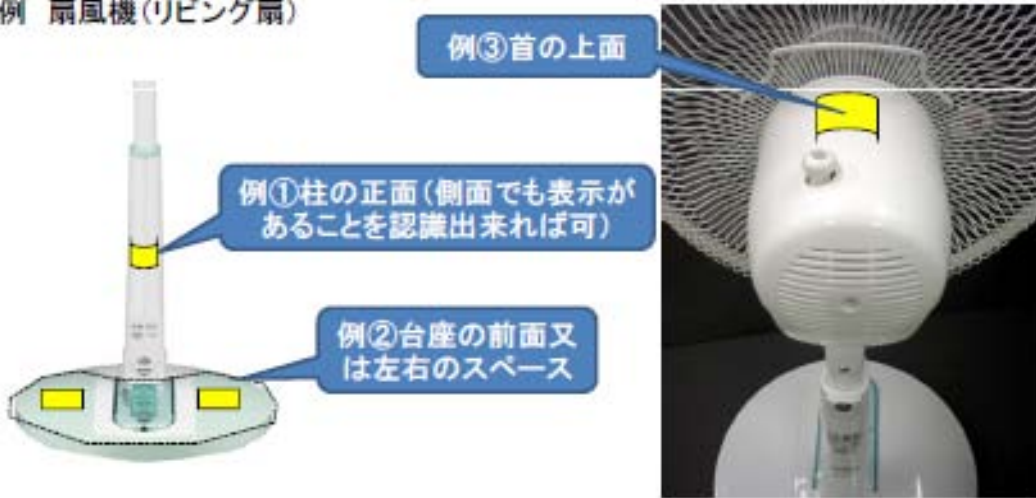 例 扇風機(リビング扇)
例③首の上面
例①柱の正面(側面でも表示が
あることを認識出来れば可)
例②台座の前面又
は左右のスペース